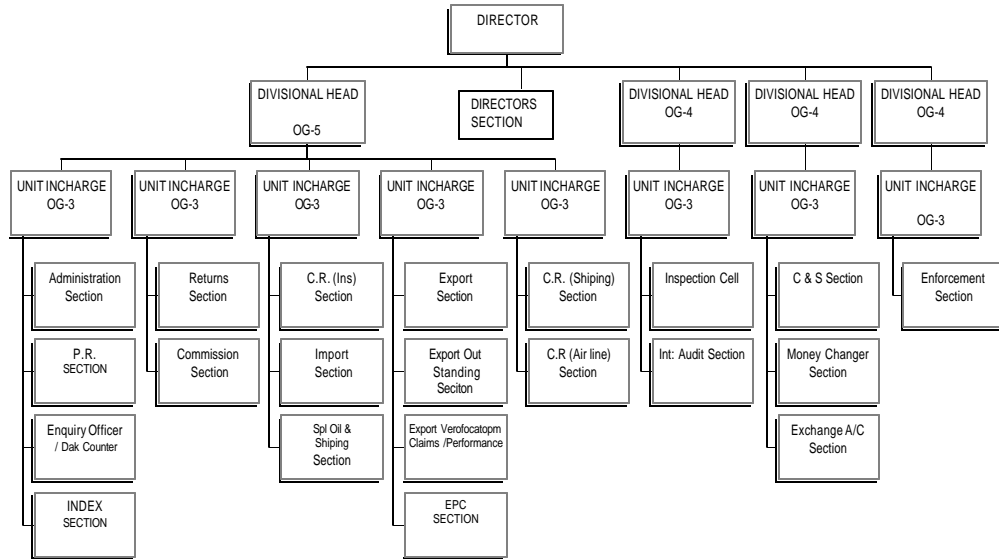 DIRECTOR
DIVISIONAL HEAD
OG-5
DIRECTORS
SECTION
DIVISIONAL HEAD
OG-4
DIVISIONAL HEAD
OG-4
DIVISIONAL HEAD
OG-4
UNIT INCHARGE
OG-3
UNIT INCHARGE
OG-3
UNIT INCHARGE
OG-3
UNIT INCHARGE
OG-3
UNIT INCHARGE
OG-3
UNIT INCHARGE
OG-3
UNIT INCHARGE
OG-3
UNIT INCHARGE
OG-3
Administration
Section
Returns
Section
C.R. (Ins)
Section
Export
Section
C.R. (Shiping)
Section
Inspection Cell
C & S Section
Enforcement
Section
P.R.
SECTION
Commission
Section
Import
Section
Export Out
Standing
Seciton
C.R (Air line)
Section
Int: Audit Section
Money Changer
Section
Enquiry Officer
/ Dak Counter
Spl Oil &
Shiping
Section
Export Verofocatopm
Claims /Performance
Exchange A/C
Section
INDEX
SECTION
EPC
SECTION